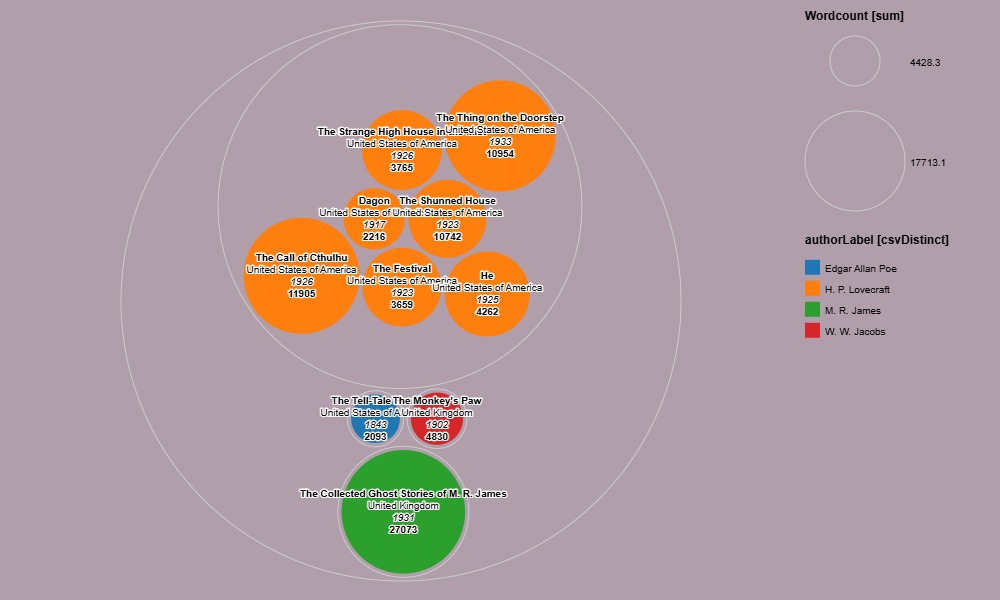 Wordcount [sum]
4428.3
17713.1
authorLabel [csvDistinct]
Edgar Allan Poe
H. P. Lovecraft
M. R. James
W. W. Jacobs
The Thing on the Doorstep
United States of America
1933
10954
The Strange High House in
United States of America
1926
3765
Dagon
United States of
1917
2216
The Shunned House
United States of America
1923
10742
The Call of Cthulhu
United States of America
1926
11905
The Festival
United States of America
1923
3659
He
United States of America
1925
4262
The Tell-Tale
United States of A
1843
2093
The Monkey's Paw
United Kingdom
1902
4830
The Collected Ghost Stories of M. R. James
United Kingdom
1931
27073